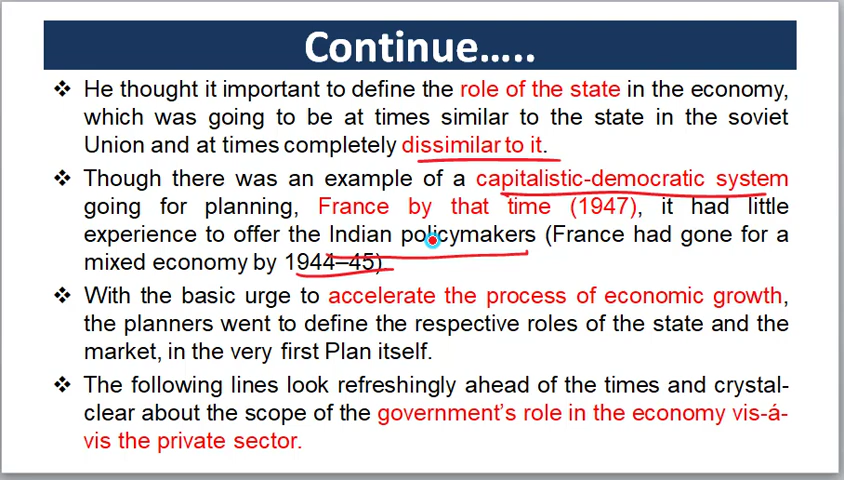 Continue…..
❖ He thought it important to define the role of the state in the economy,
which was going to be at times similar to the state in the soviet
Union and at times completely dissimilar to it.
❖ Though there was an example of a capitalistic-democratic system
going for planning, France by that time (1947), it had little
experience to offer the Indian policymakers (France had gone for a
mixed economy by 1944–45)
❖ With the basic urge to accelerate the process of economic growth,
the planners went to define the respective roles of the state and the
market, in the very first Plan itself.
❖ The following lines look refreshingly ahead of the times and crystal-
clear about the scope of the government's role in the economy vis-á-
vis the private sector.